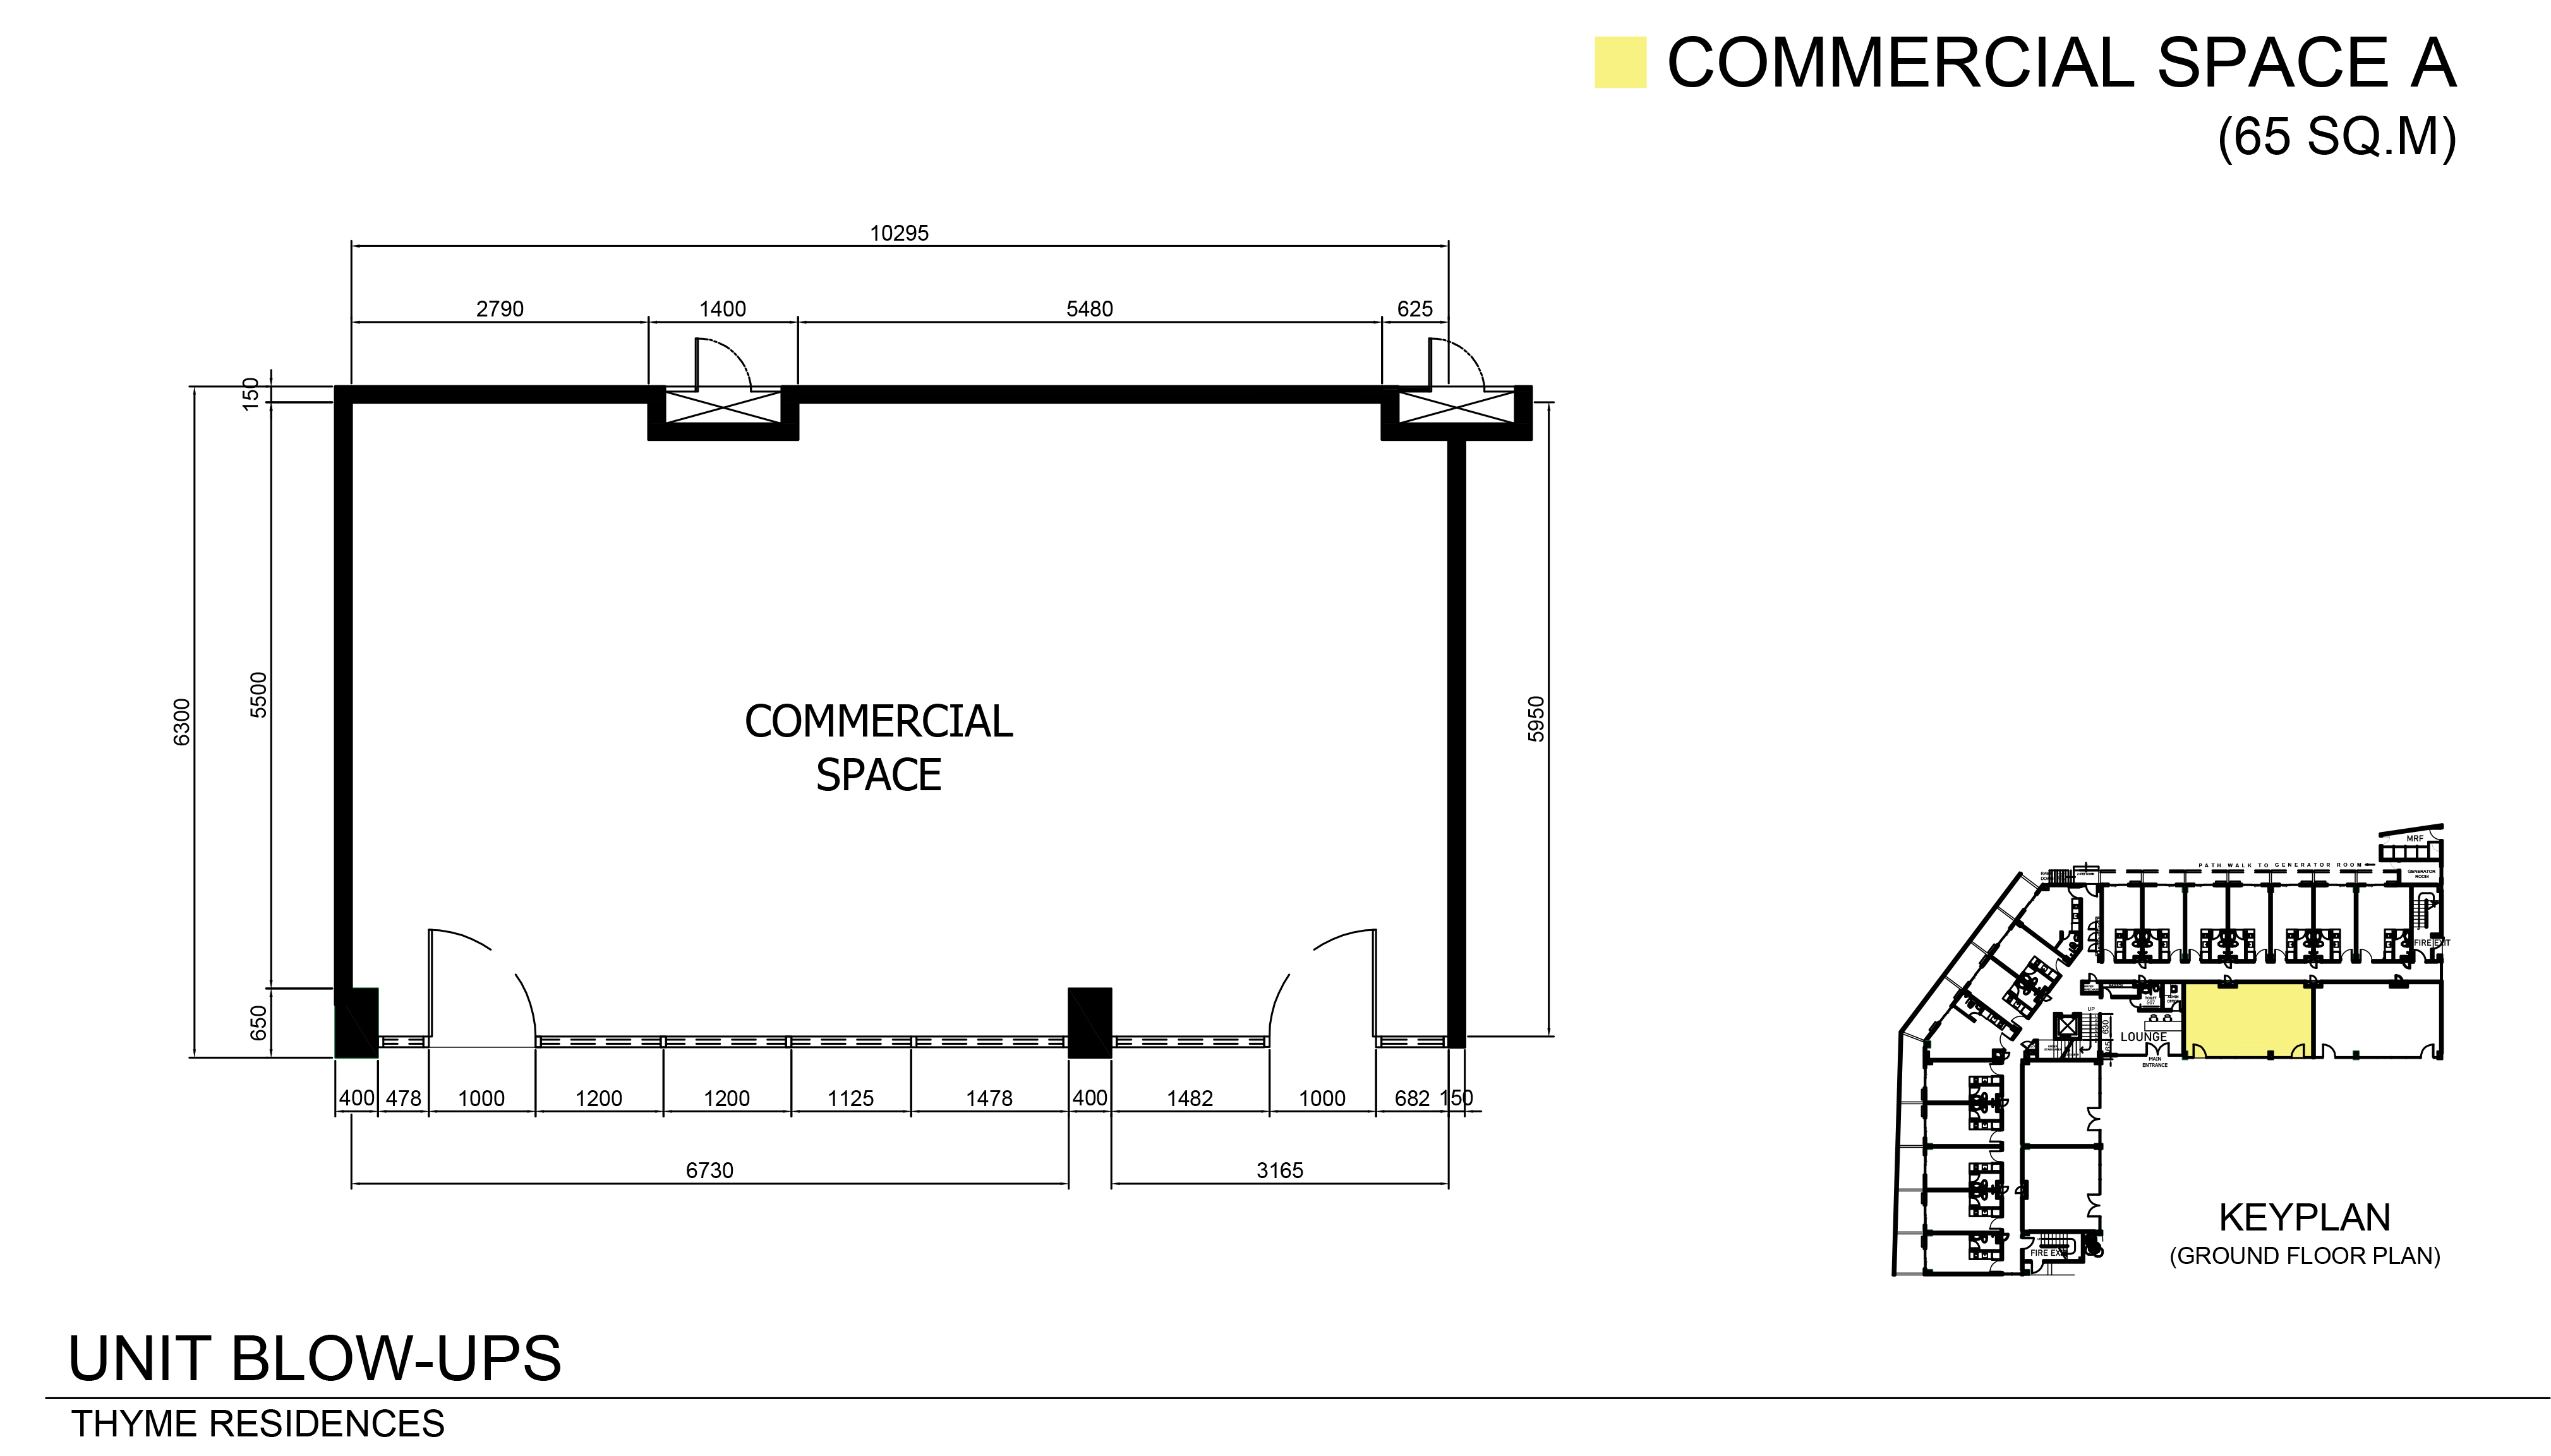 COMMERCIAL SPACE A
(65 SQ.M)
10295
2790
1400
5480
625
150
5500
6300
650
5950
COMMERCIAL
SPACE
400
478
1000
1200
1200
1125
1478
400
1482
1000
682
150
6730
3165
MRF
PATH WALK TO GENERATOR ROOM
GENERATOR
ROOM
FIRE EXIT
UP
630
LOUNGE
MAIN
ENTRANCE
FIRE EXIT
KEYPLAN
(GROUND FLOOR PLAN)
UNIT BLOW-UPS
THYME RESIDENCES